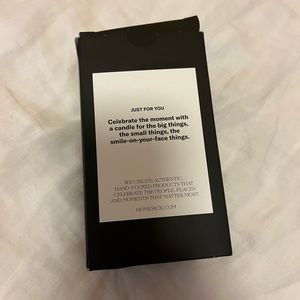 JUST FOR YOU
Celebrate the moment with
a candle for the big things,
the small things, the
smile-on-your-face things.
WE CREATE AUTHENTIC,
HAND-POURED PRODUCTS THAT
CELEBRATE THE PEOPLE, PLACES
AND MOMENTS THAT MATTER MOST.
HOMESICK.COM